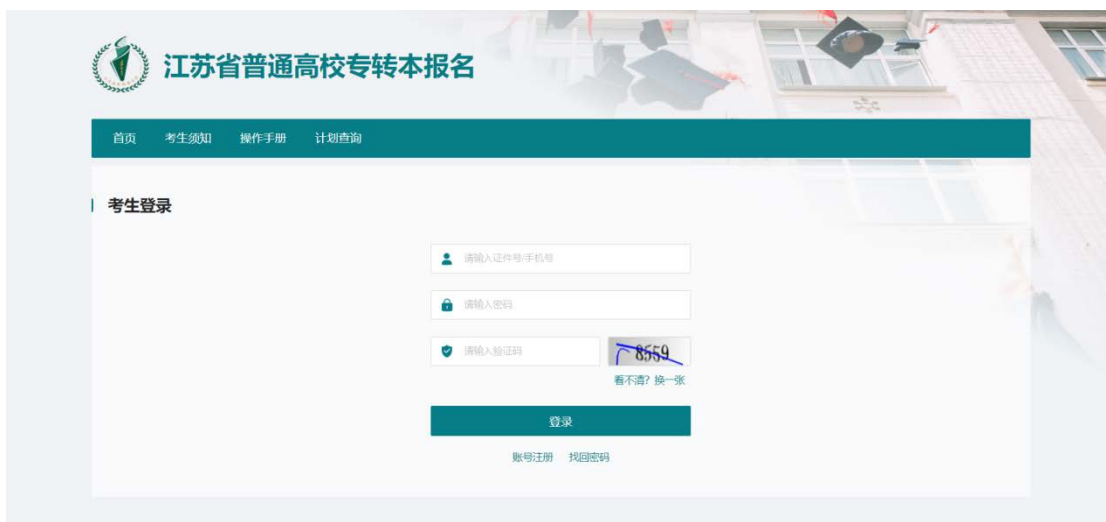 江苏省普通高校专转本报名
首页 考生须知 操作手册 计划查询
考生登录
请输入证件号/手机号
请输入密码
请输入验证码 8559
看不清？换一张
登录
账号注册 找回密码